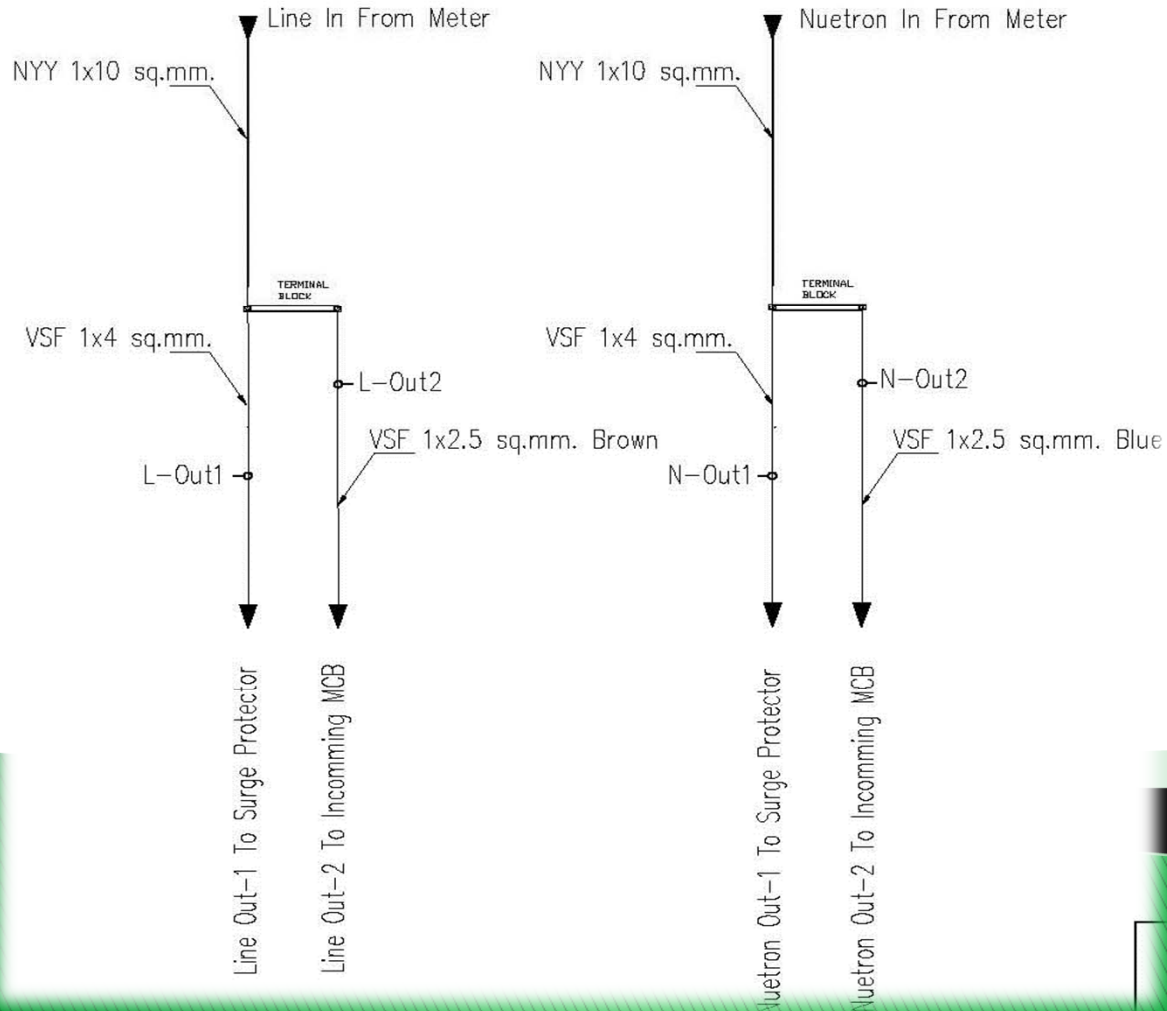 Line In From Meter
NYY 1x10 sq.mm.
TERMINAL
BLOCK
VSF 1x4 sq.mm.
L-Out2
VSF 1x2.5 sq.mm. Brown
L-Out1
Line Out-1 To Surge Protector
Line Out-2 To Incomming MCB
Nuetron In From Meter
NYY 1x10 sq.mm.
TERMINAL
BLOCK
VSF 1x4 sq.mm.
N-Out2
VSF 1x2.5 sq.mm. Blue
N-Out1
Nuetron Out-1 To Surge Protector
Nuetron Out-2 To Incomming MCB